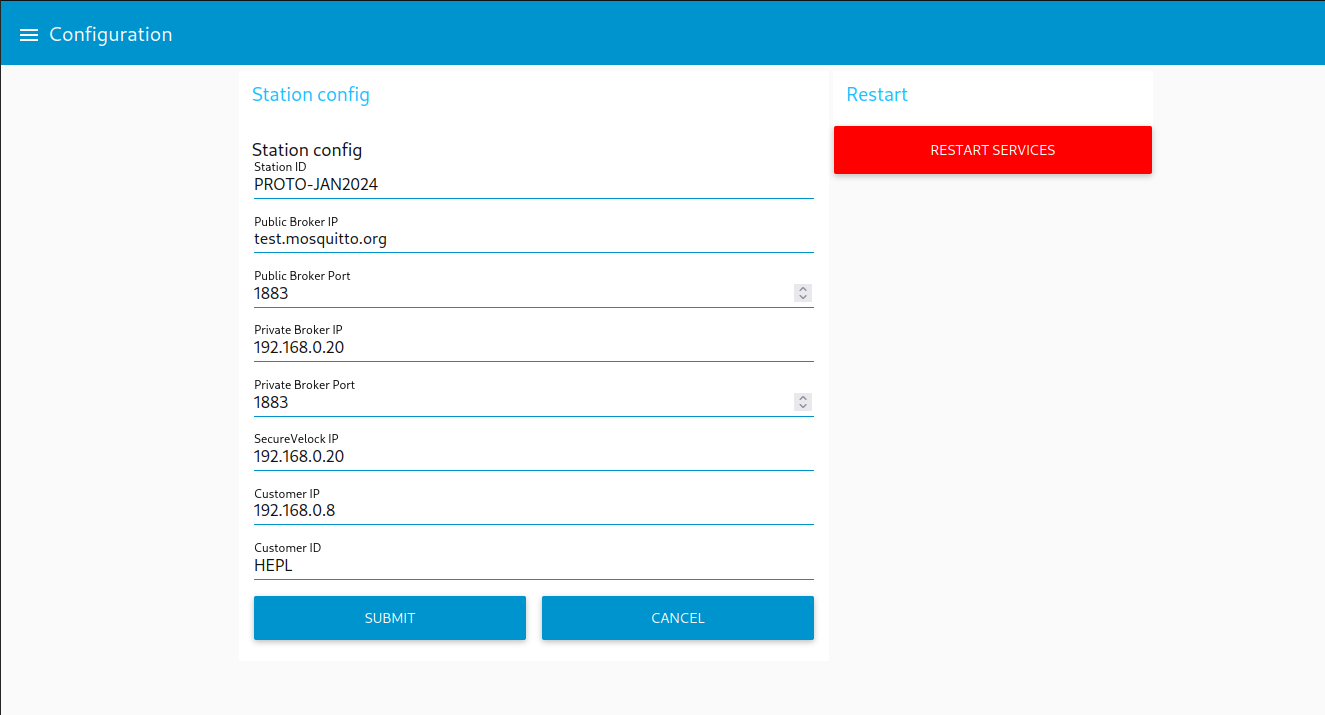 Configuration
Station config
Station config
Station ID
PROTO-JAN2024
Public Broker IP
test.mosquitto.org
Public Broker Port
1883
Private Broker IP
192.168.0.20
Private Broker Port
1883
SecureVelock IP
192.168.0.20
Customer IP
192.168.0.8
Customer ID
HEPL
SUBMIT
CANCEL
Restart
RESTART SERVICES